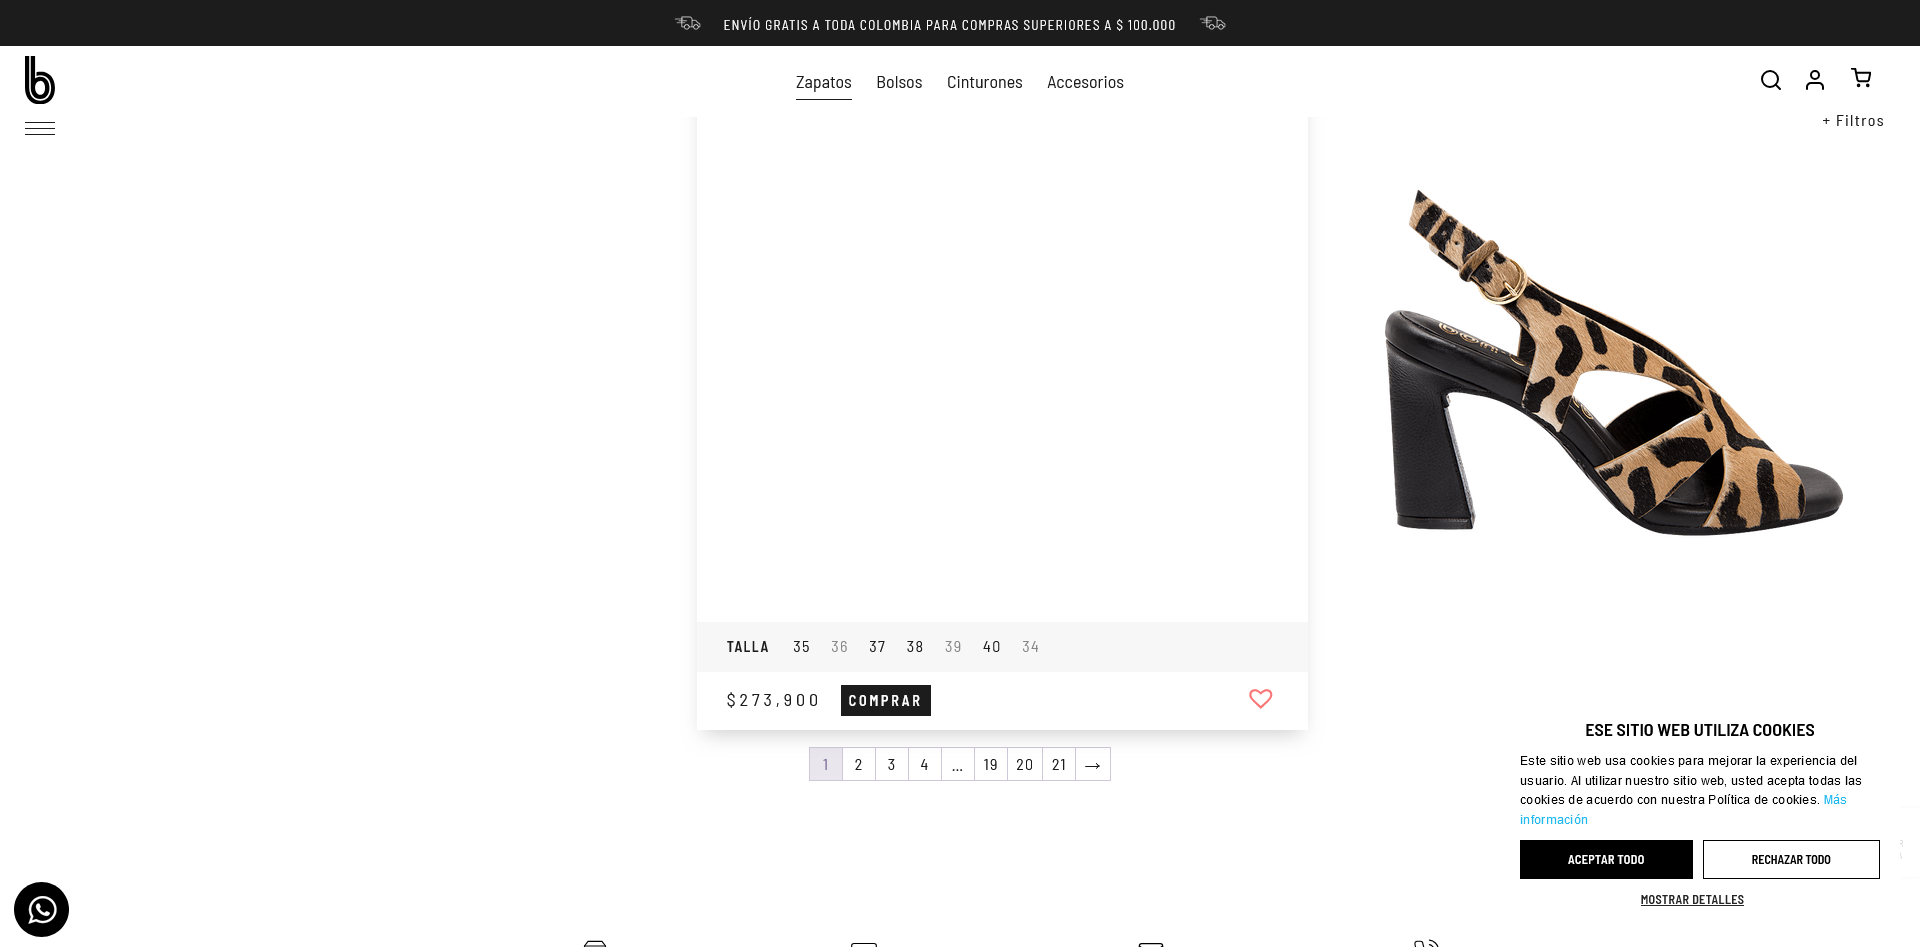 ENVÍO GRATIS A TODA COLOMBIA PARA COMPRAS SUPERIORES A $ 100.000
b
Zapatos Bolsos Cinturones Accesorios
+ Filtros
TALLA 35 36 37 38 39 40 34
$273,900 COMPRAR
1 2 3 4 … 19 20 21 →
ESE SITIO WEB UTILIZA COOKIES
Este sitio web usa cookies para mejorar la experiencia del
usuario. Al utilizar nuestro sitio web, usted acepta todas las
cookies de acuerdo con nuestra Política de cookies. Más
información
ACEPTAR TODO RECHAZAR TODO
MOSTRAR DETALLES